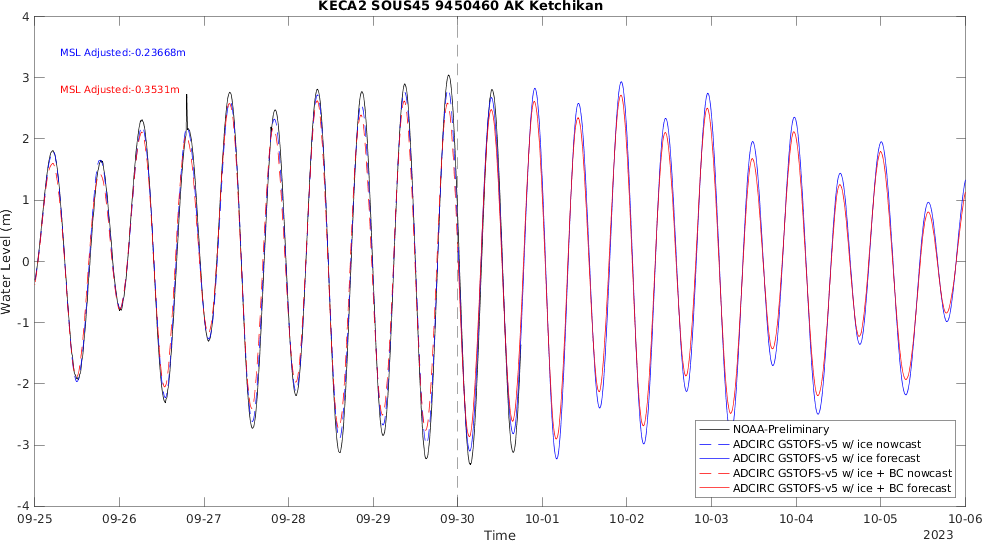 KECA2 SOUS45 9450460 AK Ketchikan
4
MSL Adjusted:-0.23668m
3
MSL Adjusted:-0.3531m
2
1
0
-1
-2
-3
-4
Water Level (m)
NOAA-Preliminary
ADCIRC GSTOFS-v5 w/ ice nowcast
ADCIRC GSTOFS-v5 w/ ice forecast
ADCIRC GSTOFS-v5 w/ ice + BC nowcast
ADCIRC GSTOFS-v5 w/ ice + BC forecast
09-25 09-26 09-27 09-28 09-29 09-30 10-01 10-02 10-03 10-04 10-05 10-06
Time
2023